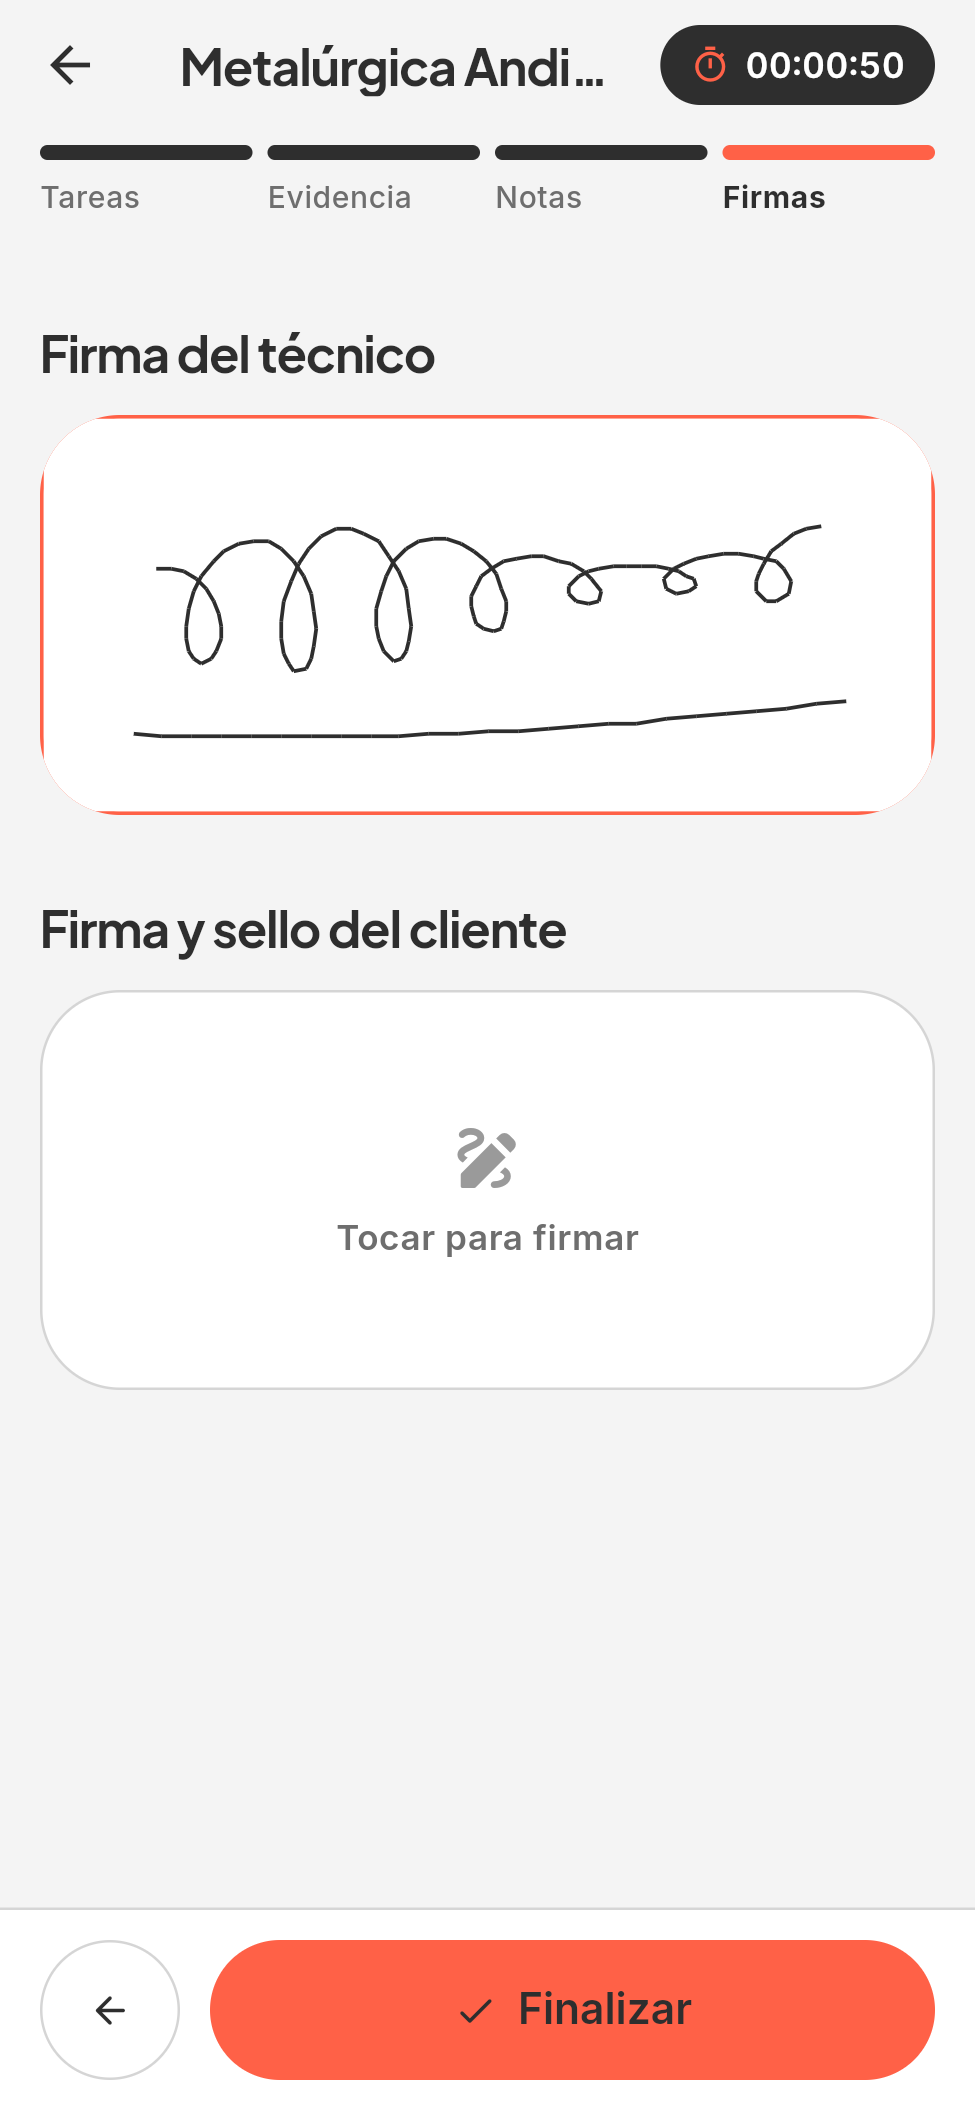 Metalúrgica Andi...
00:00:50
Tareas
Evidencia
Notas
Firmas
Firma del técnico
Firma y sello del cliente
Tocar para firmar
Finalizar